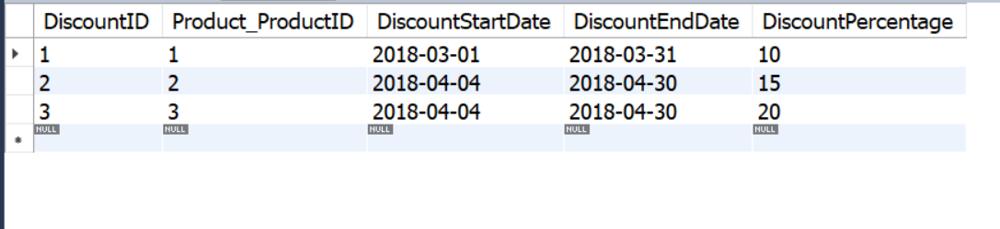 DiscountID Product_ProductID DiscountStartDate DiscountEndDate DiscountPercentage
1 1 2018-03-01 2018-03-31 10
2 2 2018-04-04 2018-04-30 15
3 3 2018-04-04 2018-04-30 20
NULL NULL NULL NULL NULL